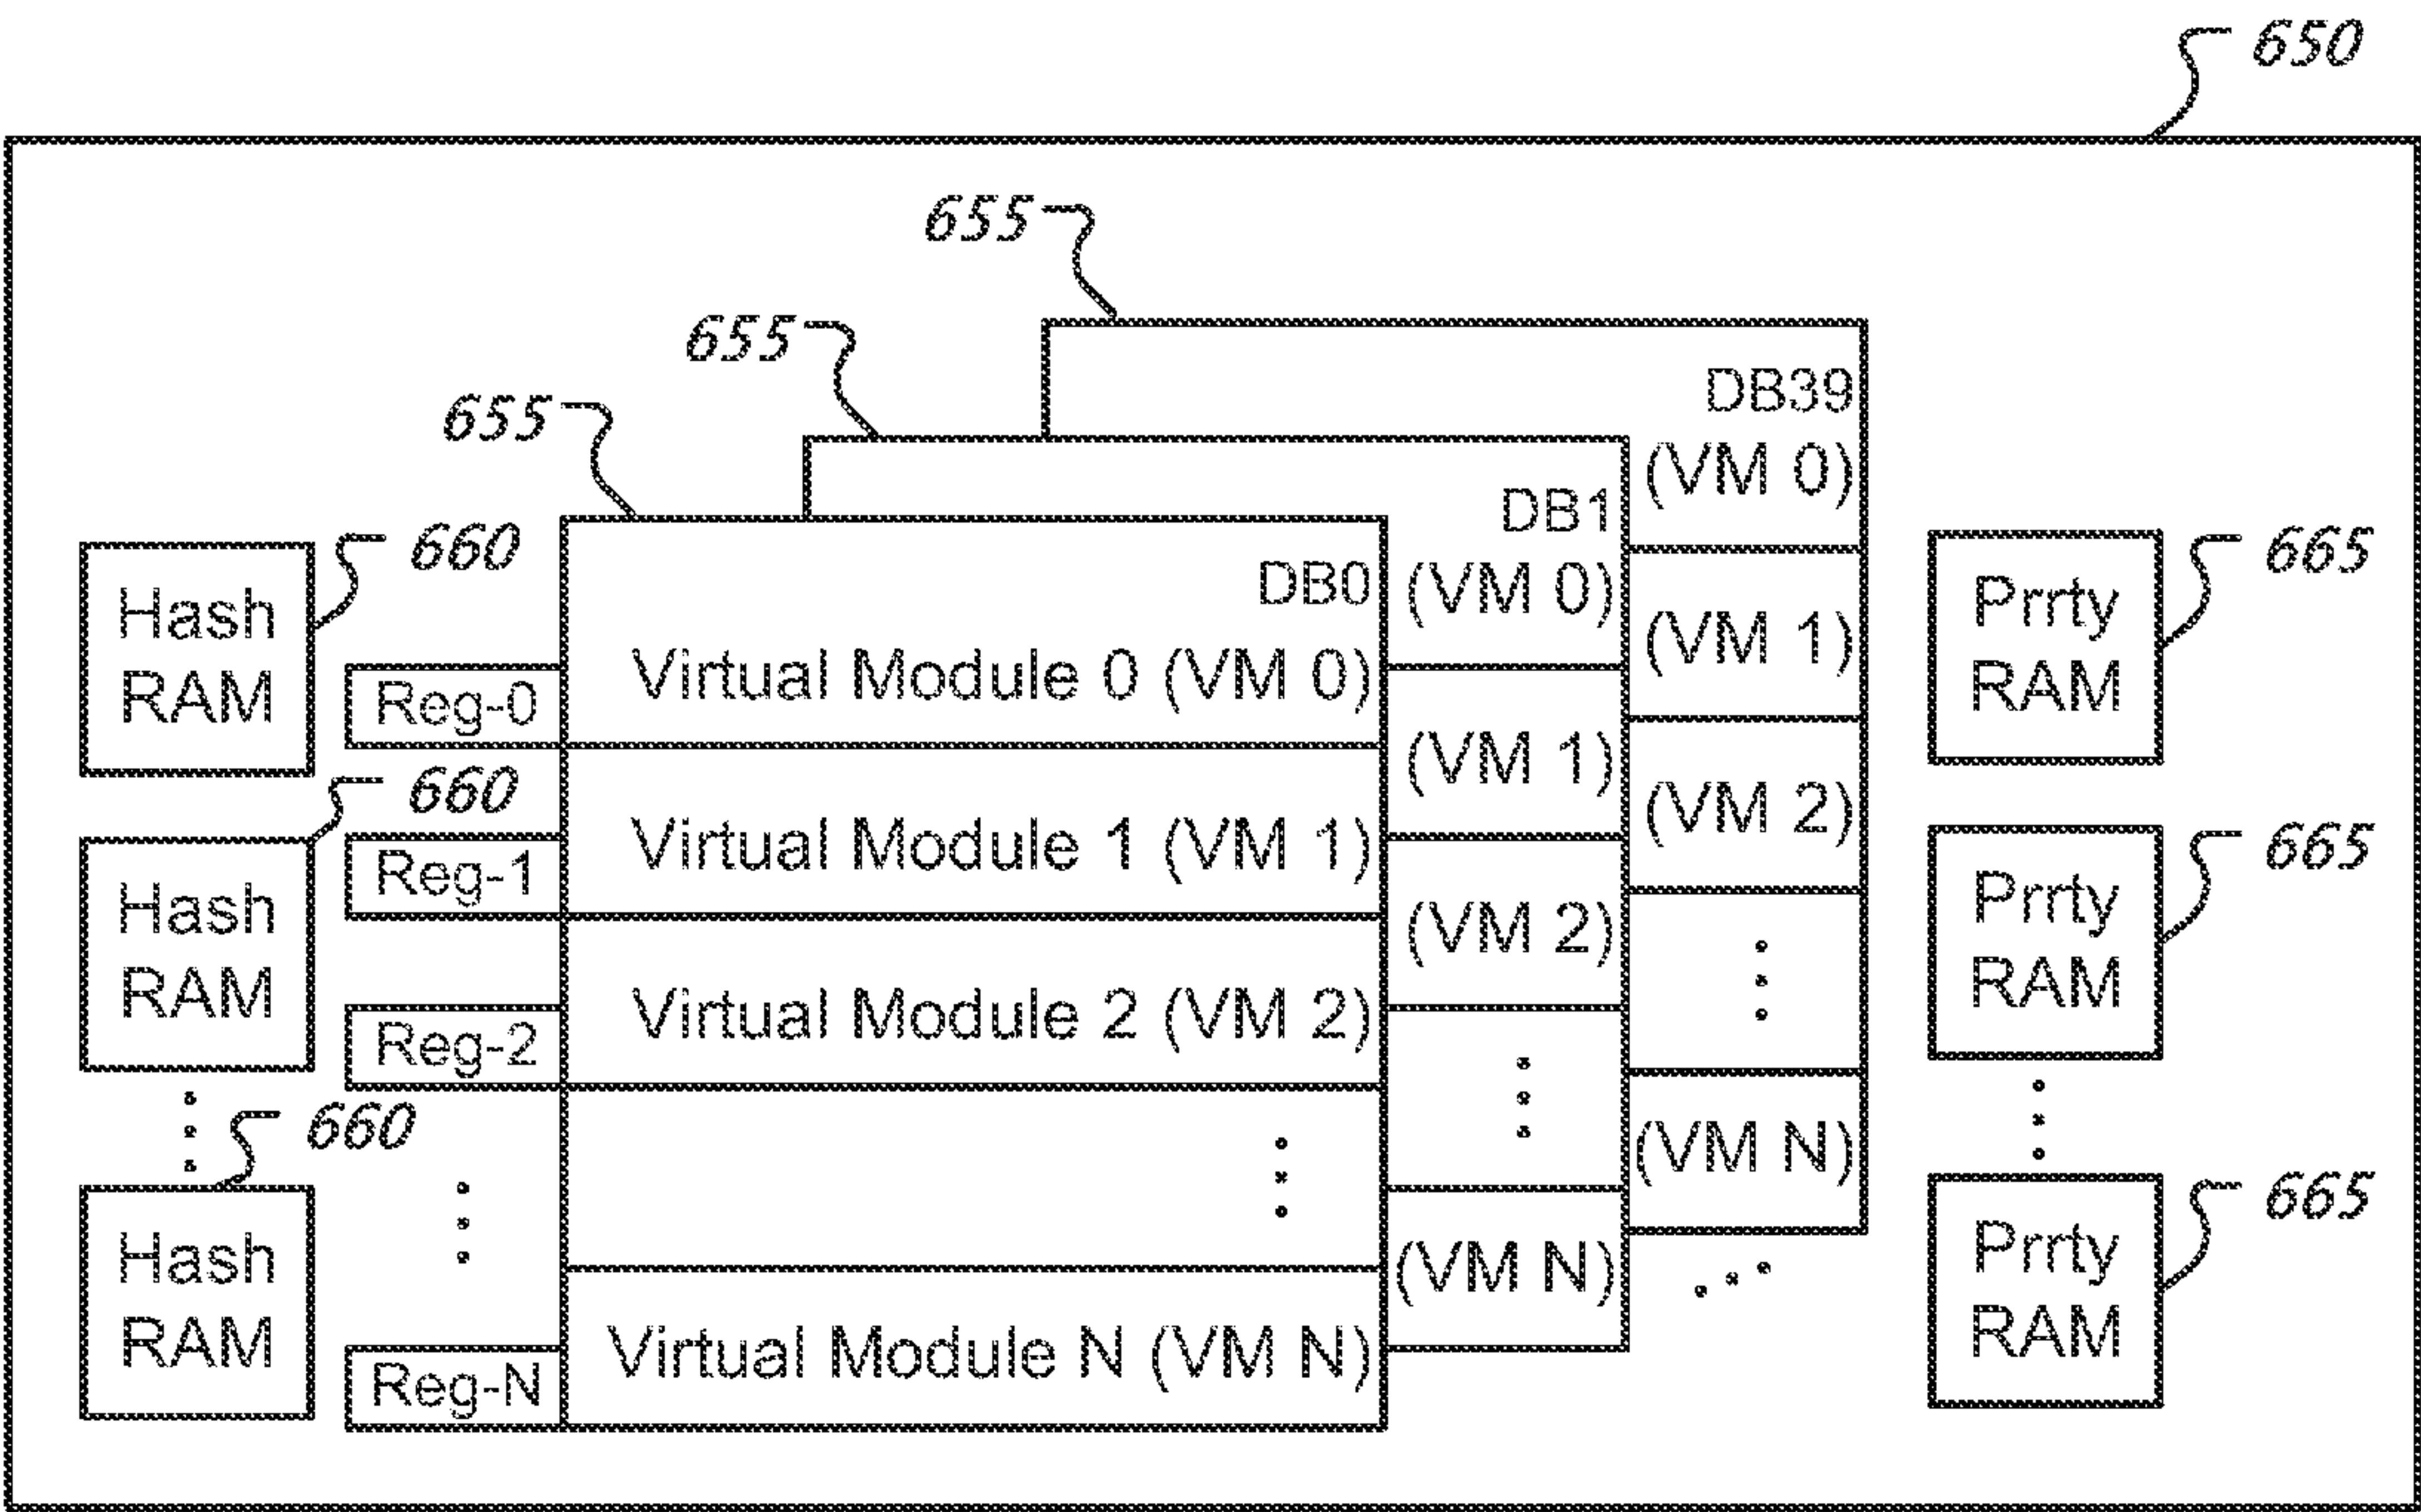 650
655
655
655
DB39
(VM 0)
(VM 1)
(VM 2)
(VM N)
DB1
(VM 0)
(VM 1)
(VM 2)
(VM N)
DB0
Virtual Module 0 (VM 0)
Virtual Module 1 (VM 1)
Virtual Module 2 (VM 2)
Virtual Module N (VM N)
Reg-0
Reg-1
Reg-2
Reg-N
660
Hash
RAM
660
Hash
RAM
660
Hash
RAM
665
Prrty
RAM
665
Prrty
RAM
665
Prrty
RAM